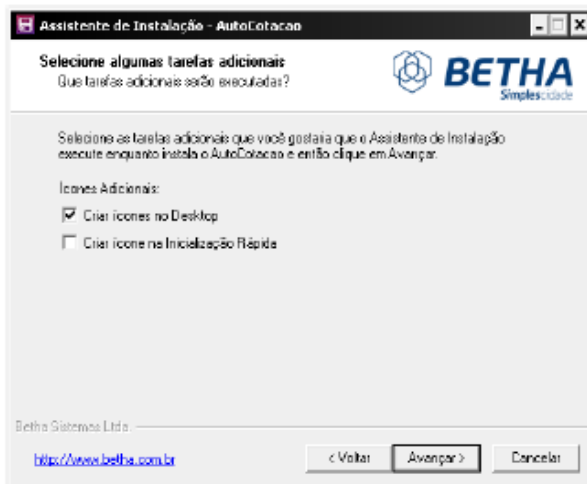 Assistente de Instalação - AutoCotacao
Selecione algumas tarefas adicionais
Que tarefas adicionais serão executadas?
BETHA
Simplescidade
Selecione as tarefas adicionais que você gostaria que o Assistente de Instalação
execute enquanto instala o AutoCotacao e então clique em Avançar.
Ícones Adicionais:
Criar ícones no Desktop
Criar ícone na Inicialização Rápida
Betha Sistemas Ltda.
http://www.betha.com.br
< Voltar
Avançar >
Cancelar